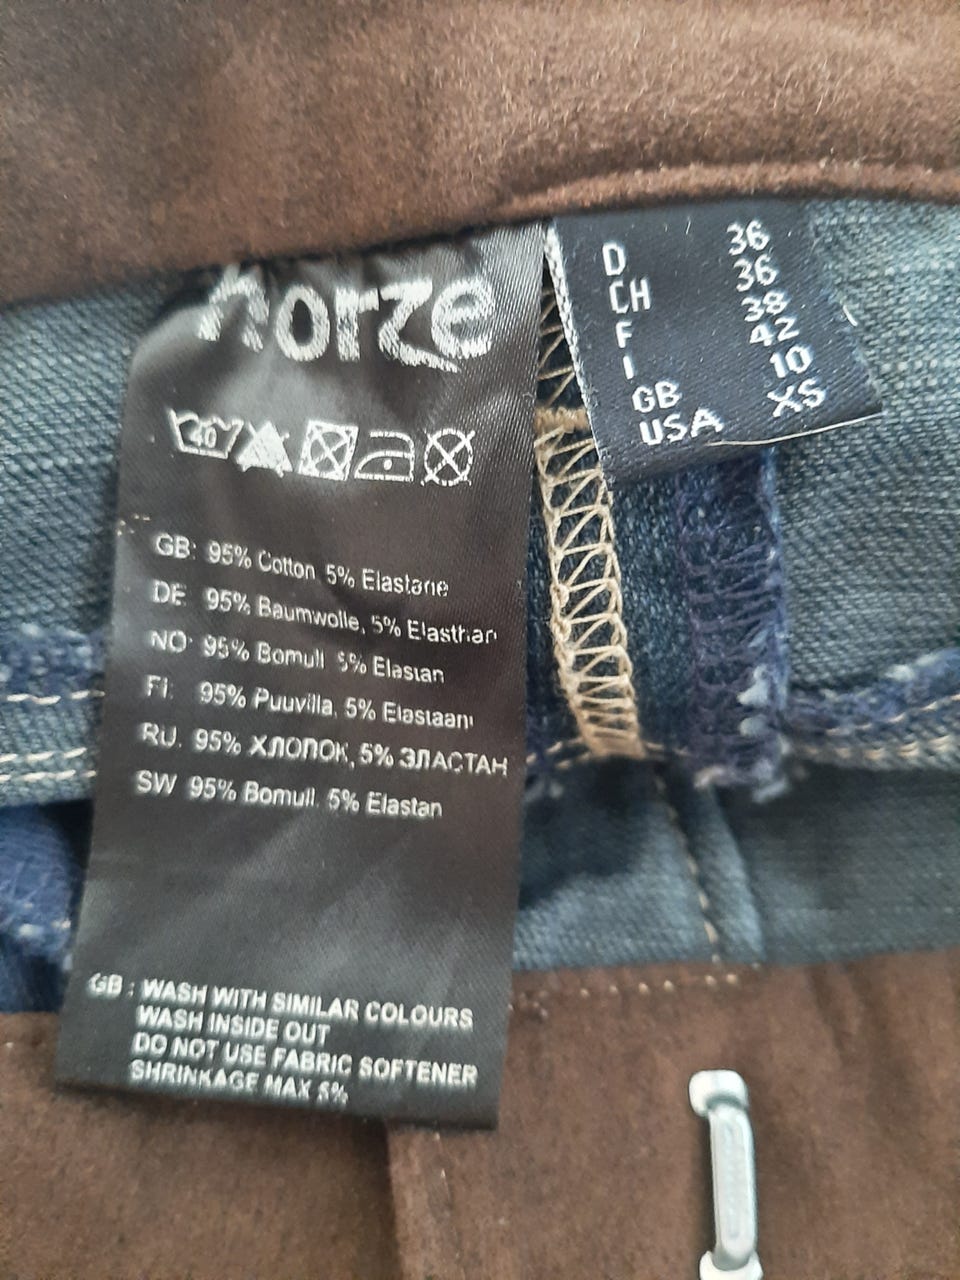 horze
40
GB: 95% Cotton 5% Elastane
DE 95% Baumwolle, 5% Elasthan
NO: 95% Bomull 5% Elastan
FI: 95% Puuvilla, 5% Elastaani
RU. 95% ХЛОПОК, 5% ЭЛАСТАН
SW 95% Bomull. 5% Elastan
GB : WASH WITH SIMILAR COLOURS
WASH INSIDE OUT
DO NOT USE FABRIC SOFTENER
SHRINKAGE MAX 5%
D 36
CH 36
F 38
I 42
GB 10
USA XS